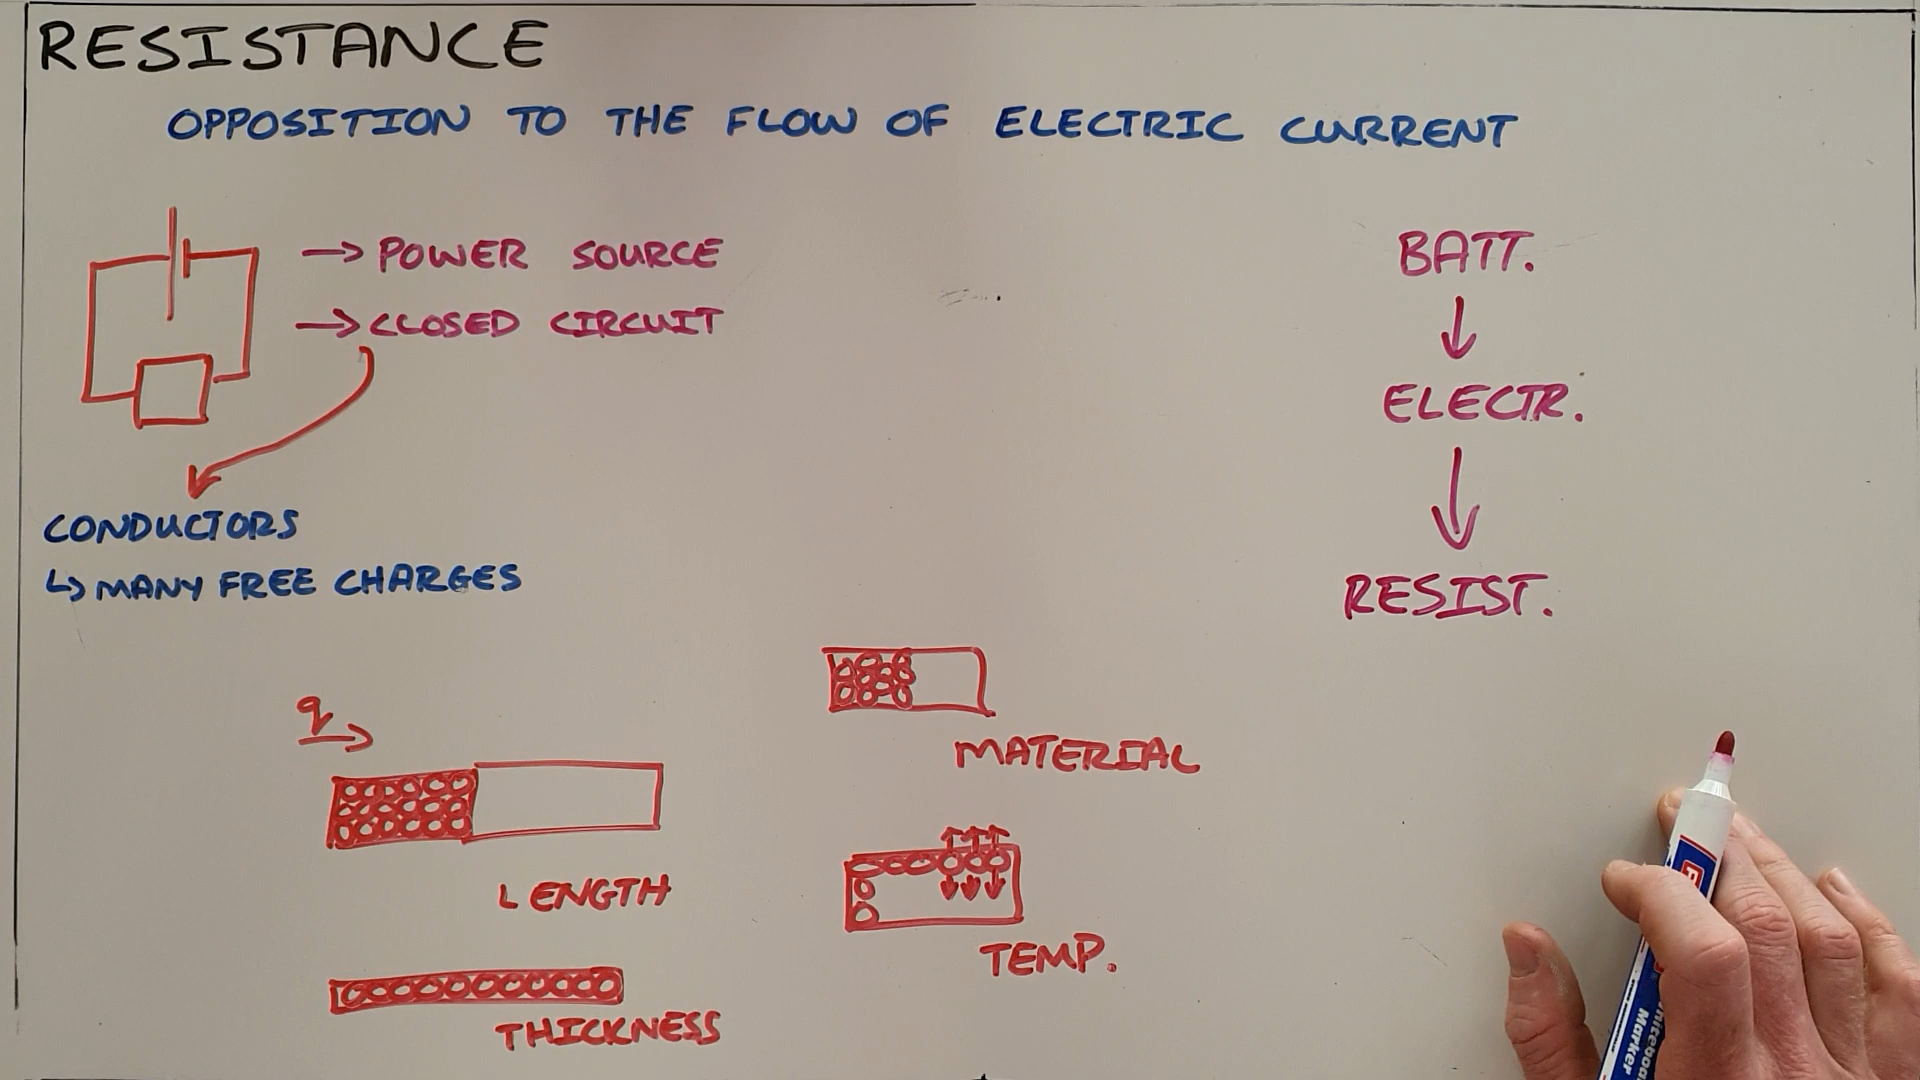 RESISTANCE
OPPOSITION TO THE FLOW OF ELECTRIC CURRENT
→ POWER SOURCE
→ CLOSED CIRCUIT
CONDUCTORS
↳ MANY FREE CHARGES
BATT.
↓
ELECTR.
↓
RESIST.
q
LENGTH
THICKNESS
MATERIAL
TEMP.
Marker